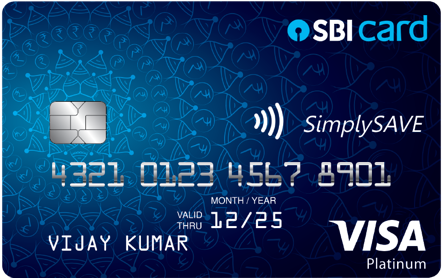 SBI card
SimplySAVE
4321 0123 4567 8901
MONTH / YEAR
VALID THRU 12/25
VIJAY KUMAR
VISA
Platinum